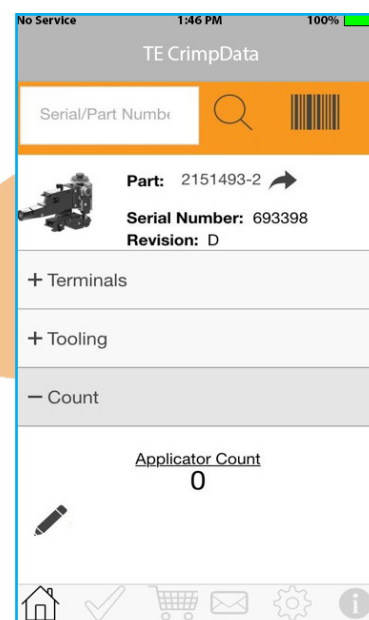 No Service 1:46 PM 100%
TE CrimpData
Serial/Part Numbe
Part: 2151493-2
Serial Number: 693398
Revision: D
+ Terminals
+ Tooling
− Count
Applicator Count
0